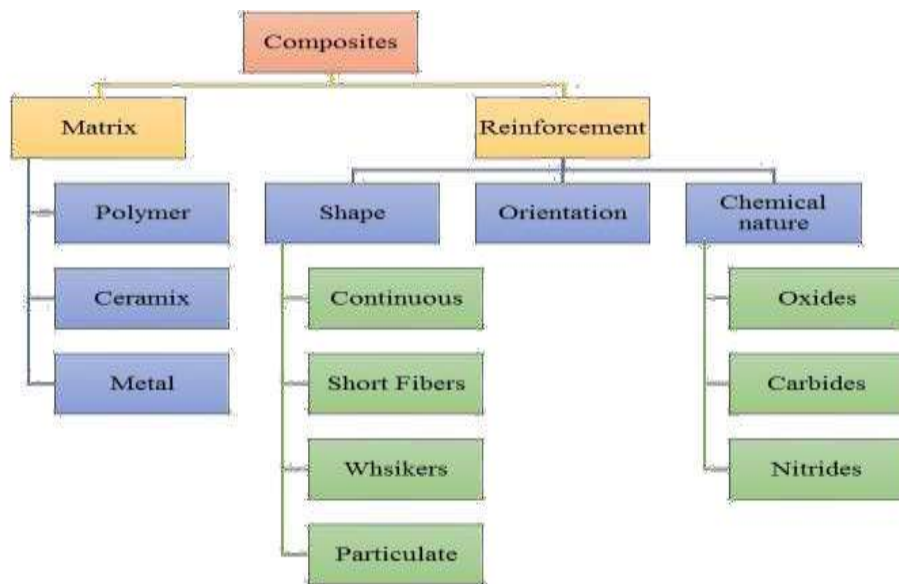 Composites
Matrix
Reinforcement
Polymer
Ceramix
Metal
Shape
Orientation
Chemical
nature
Continuous
Short Fibers
Whsikers
Particulate
Oxides
Carbides
Nitrides